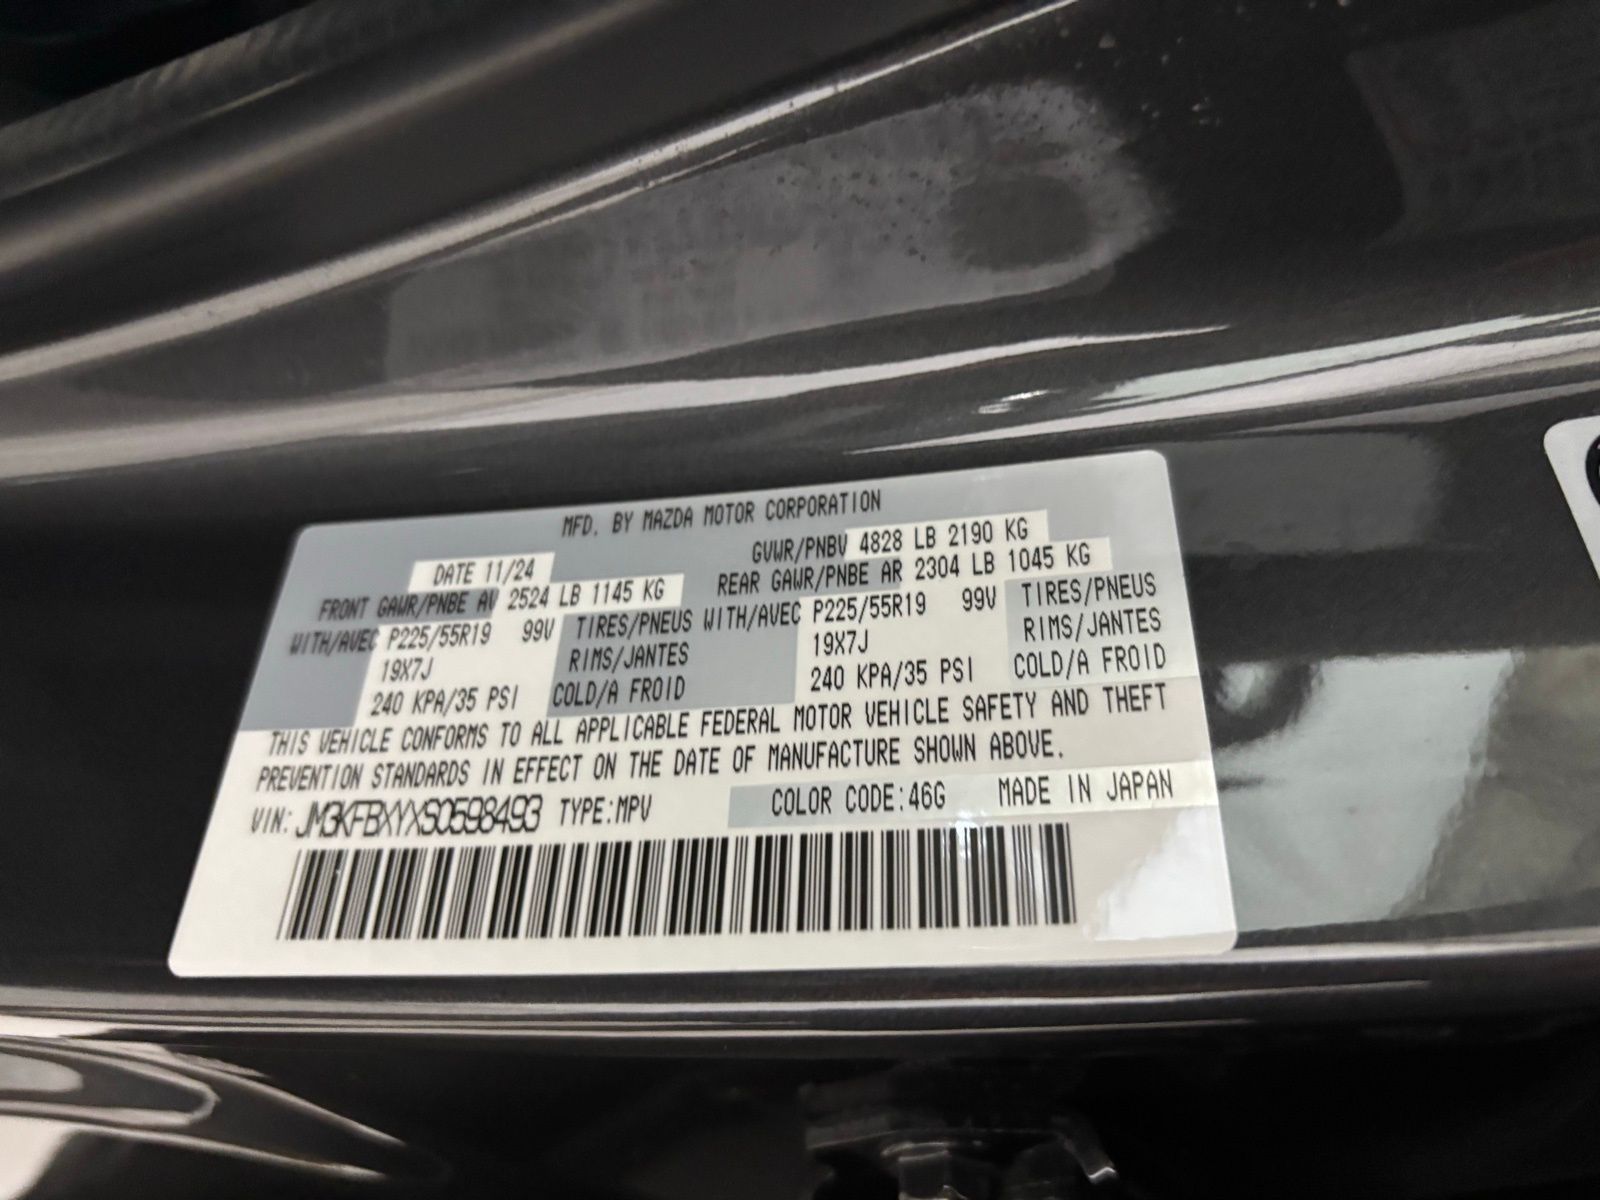 MFD. BY MAZDA MOTOR CORPORATION
DATE 11/24 GVWR/PNBV 4828 LB 2190 KG
FRONT GAWR/PNBE AV 2524 LB 1145 KG REAR GAWR/PNBE AR 2304 LB 1045 KG
WITH/AVEC P225/55R19 99V TIRES/PNEUS WITH/AVEC P225/55R19 99V TIRES/PNEUS
19X7J RIMS/JANTES 19X7J RIMS/JANTES
240 KPA/35 PSI COLD/A FROID 240 KPA/35 PSI COLD/A FROID
THIS VEHICLE CONFORMS TO ALL APPLICABLE FEDERAL MOTOR VEHICLE SAFETY AND THEFT
PREVENTION STANDARDS IN EFFECT ON THE DATE OF MANUFACTURE SHOWN ABOVE.
VIN: JM3KFBXYXS0598493 TYPE:MPV COLOR CODE:46G MADE IN JAPAN